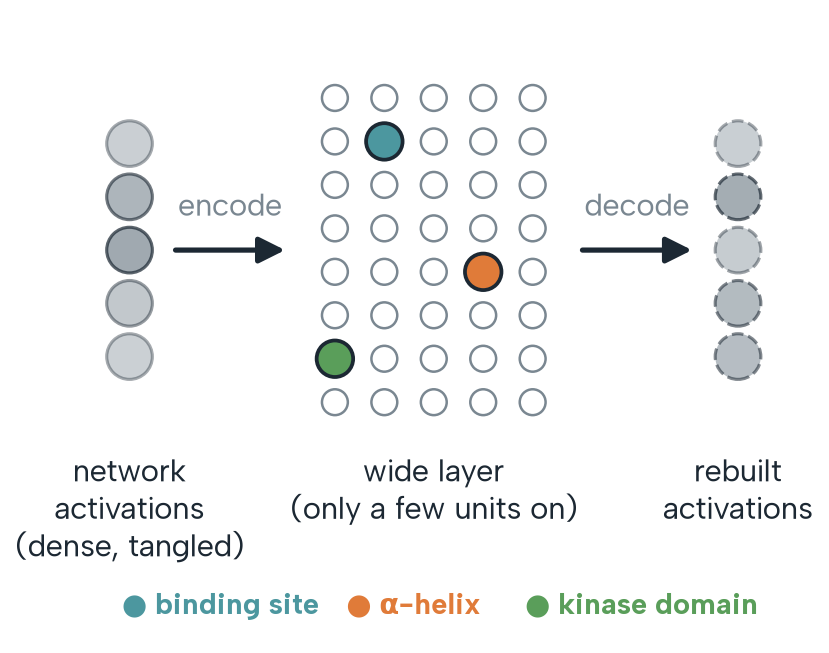 encode
decode
network
activations
(dense, tangled)
wide layer
(only a few units on)
rebuilt
activations
binding site
α-helix
kinase domain